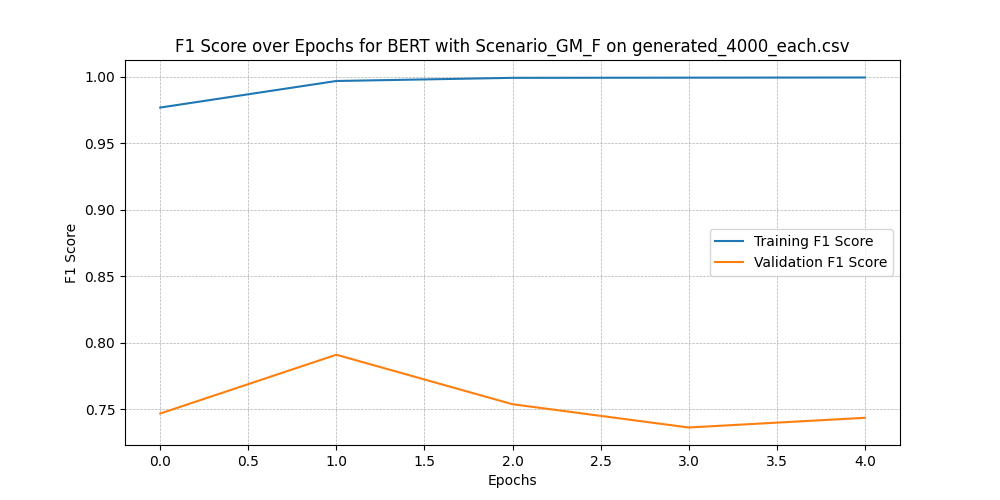 F1 Score over Epochs for BERT with Scenario_GM_F on generated_4000_each.csv
1.00
0.95
0.90
0.85
0.80
0.75
F1 Score
Training F1 Score
Validation F1 Score
0.0 0.5 1.0 1.5 2.0 2.5 3.0 3.5 4.0
Epochs